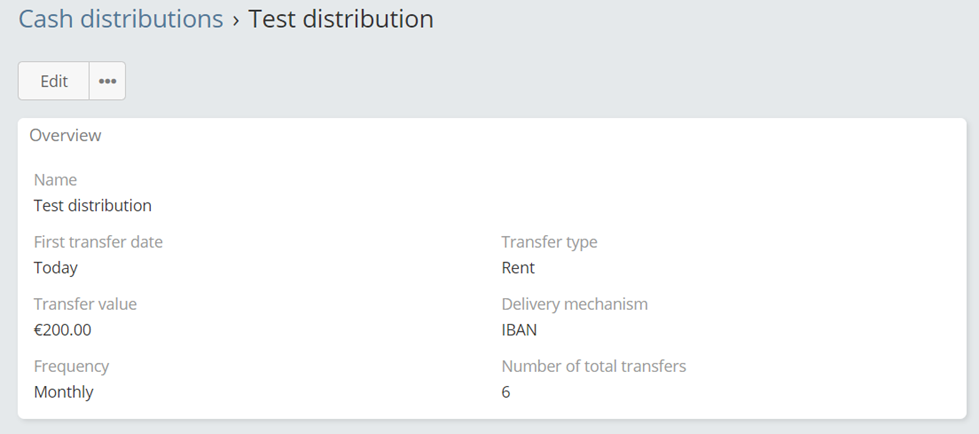 Cash distributions › Test distribution
Edit •••
Overview
Name
Test distribution
First transfer date
Today
Transfer type
Rent
Transfer value
€200.00
Delivery mechanism
IBAN
Frequency
Monthly
Number of total transfers
6